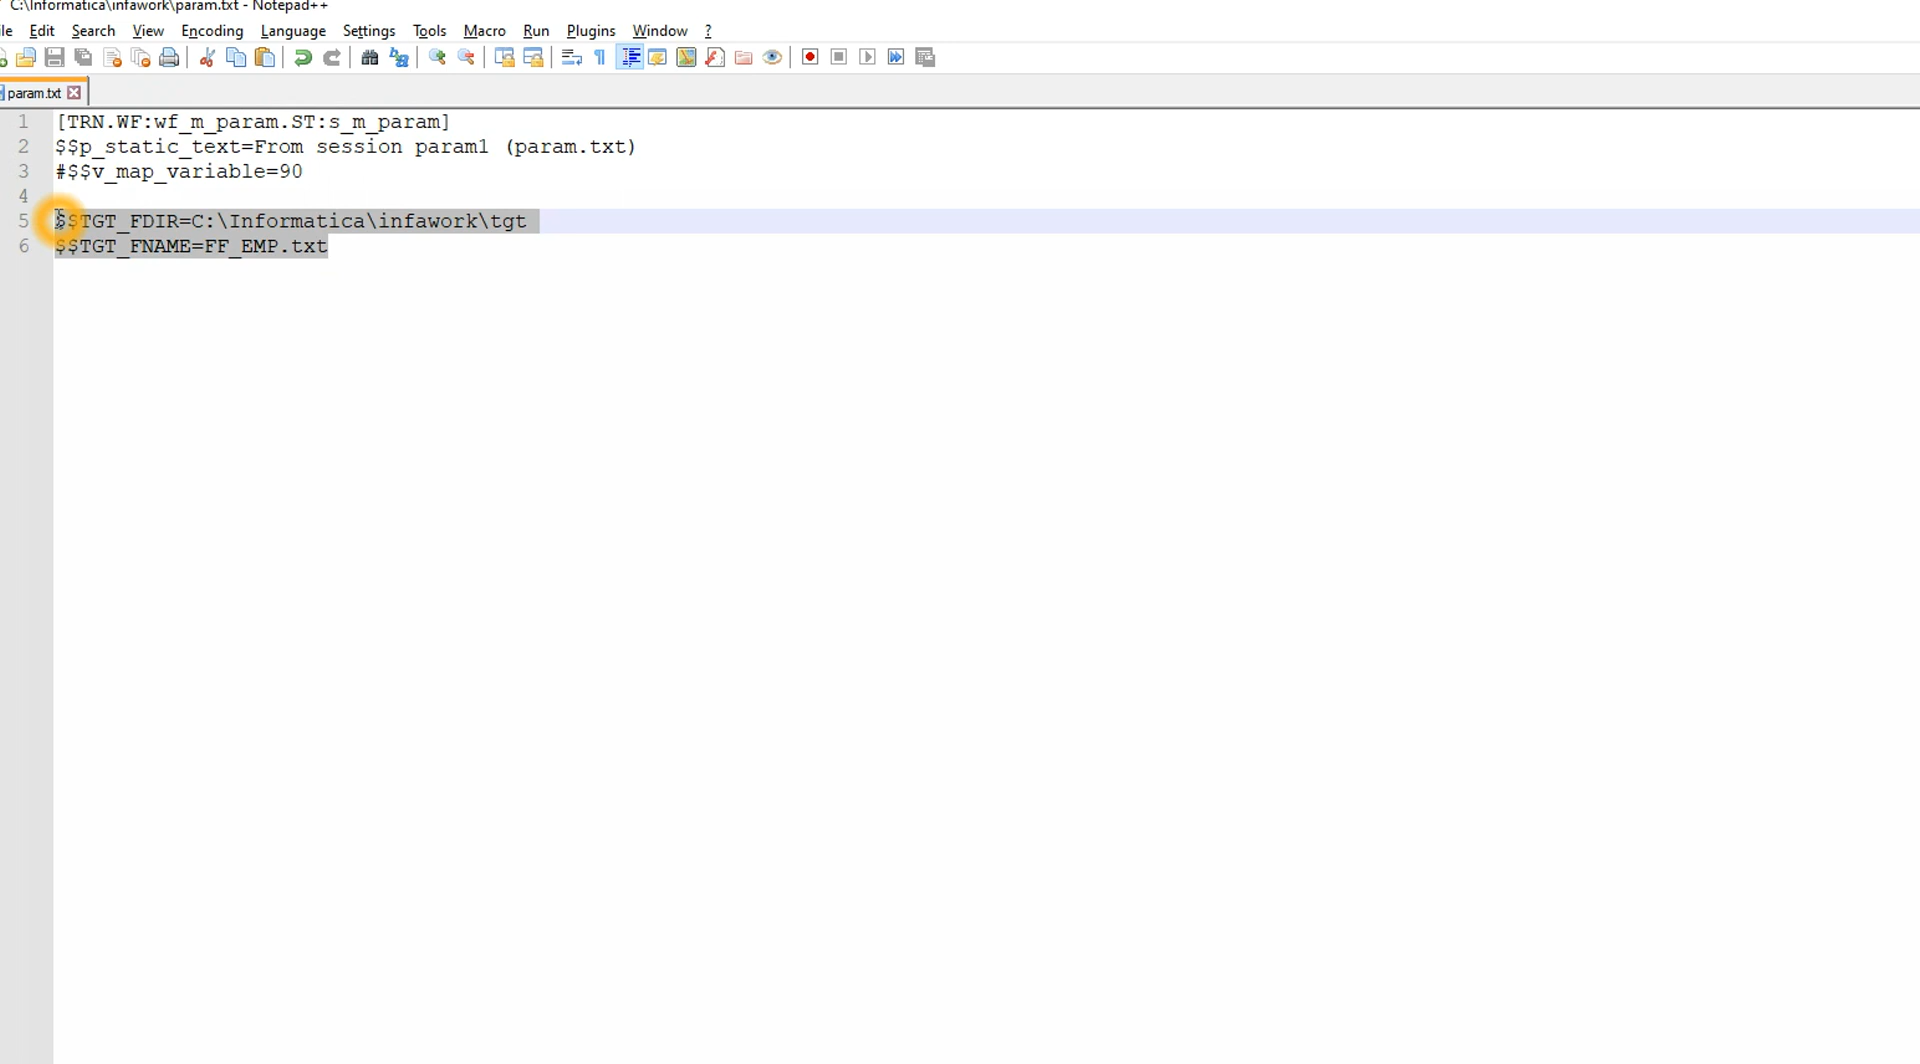 C:\Informatica\infawork\param.txt - Notepad++
Edit Search View Encoding Language Settings Tools Macro Run Plugins Window ?
param.txt
1 [TRN.WF:wf_m_param.ST:s_m_param]
2 $$p_static_text=From session param1 (param.txt)
3 #$$v_map_variable=90
4
5 $$TGT_FDIR=C:\Informatica\infawork\tgt
6 $$TGT_FNAME=FF_EMP.txt